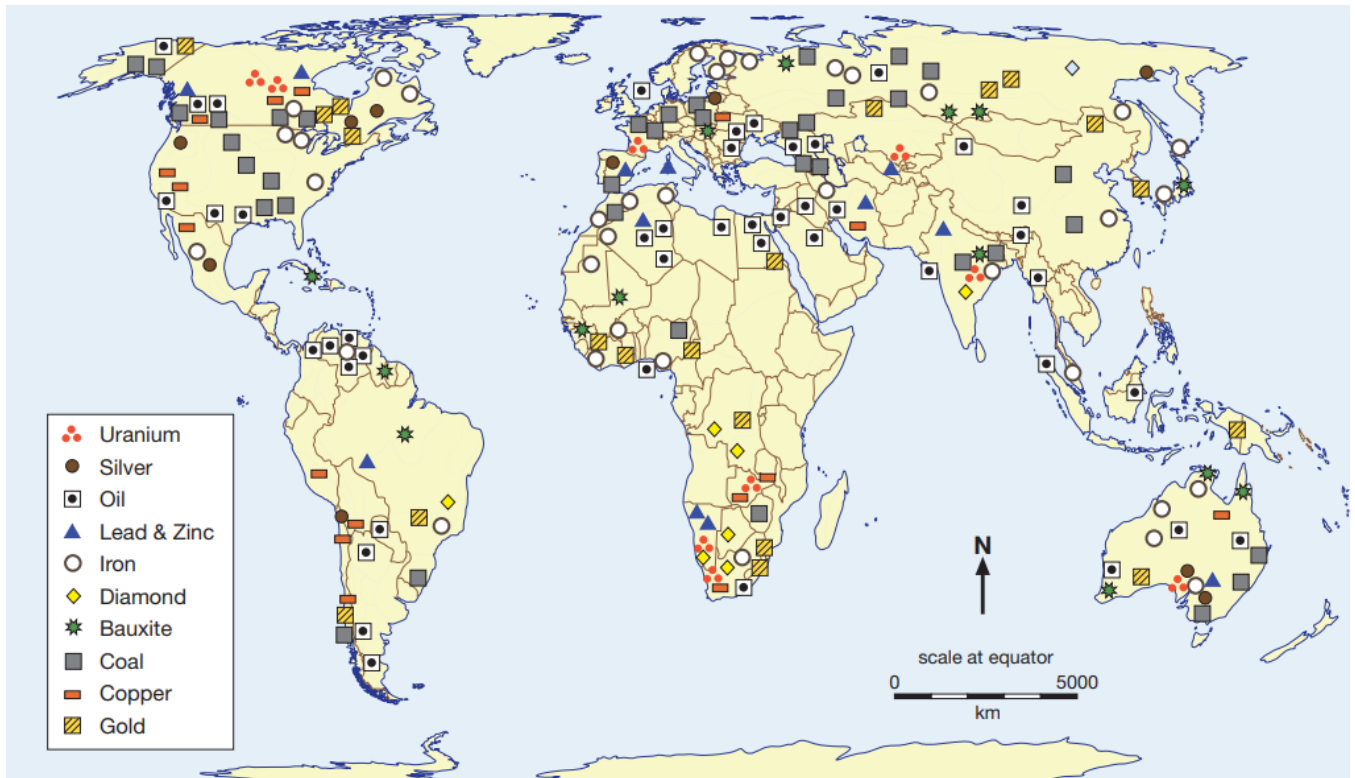 Uranium
Silver
Oil
Lead & Zinc
Iron
Diamond
Bauxite
Coal
Copper
Gold
N
scale at equator
0 5000
km